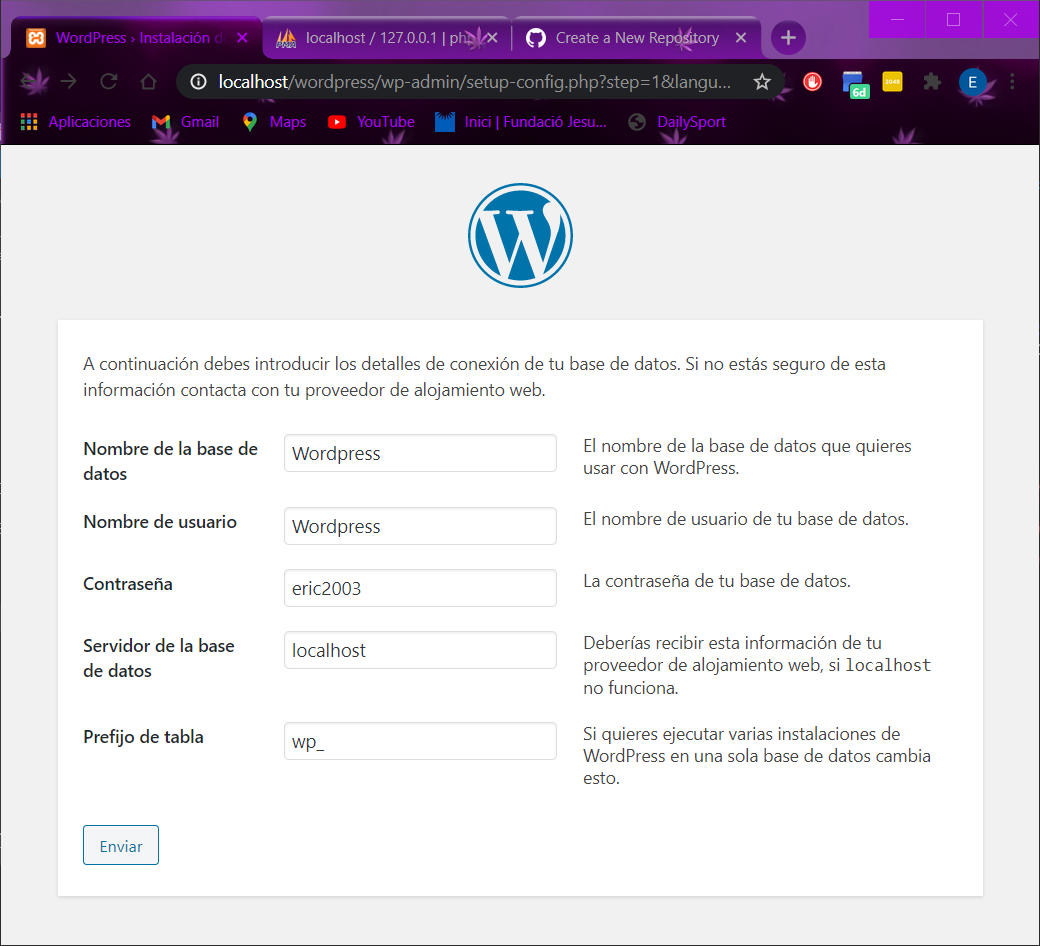 WordPress › Instalación d
localhost / 127.0.0.1 | ph
Create a New Repository
localhost/wordpress/wp-admin/setup-config.php?step=1&langu...
6d
2048
E
Aplicaciones
Gmail
Maps
YouTube
Inici | Fundació Jesu...
DailySport
A continuación debes introducir los detalles de conexión de tu base de datos. Si no estás seguro de esta
información contacta con tu proveedor de alojamiento web.
Nombre de la base de
datos
Wordpress
El nombre de la base de datos que quieres
usar con WordPress.
Nombre de usuario
Wordpress
El nombre de usuario de tu base de datos.
Contraseña
eric2003
La contraseña de tu base de datos.
Servidor de la base
de datos
localhost
Deberías recibir esta información de tu
proveedor de alojamiento web, si localhost
no funciona.
Prefijo de tabla
wp_
Si quieres ejecutar varias instalaciones de
WordPress en una sola base de datos cambia
esto.
Enviar